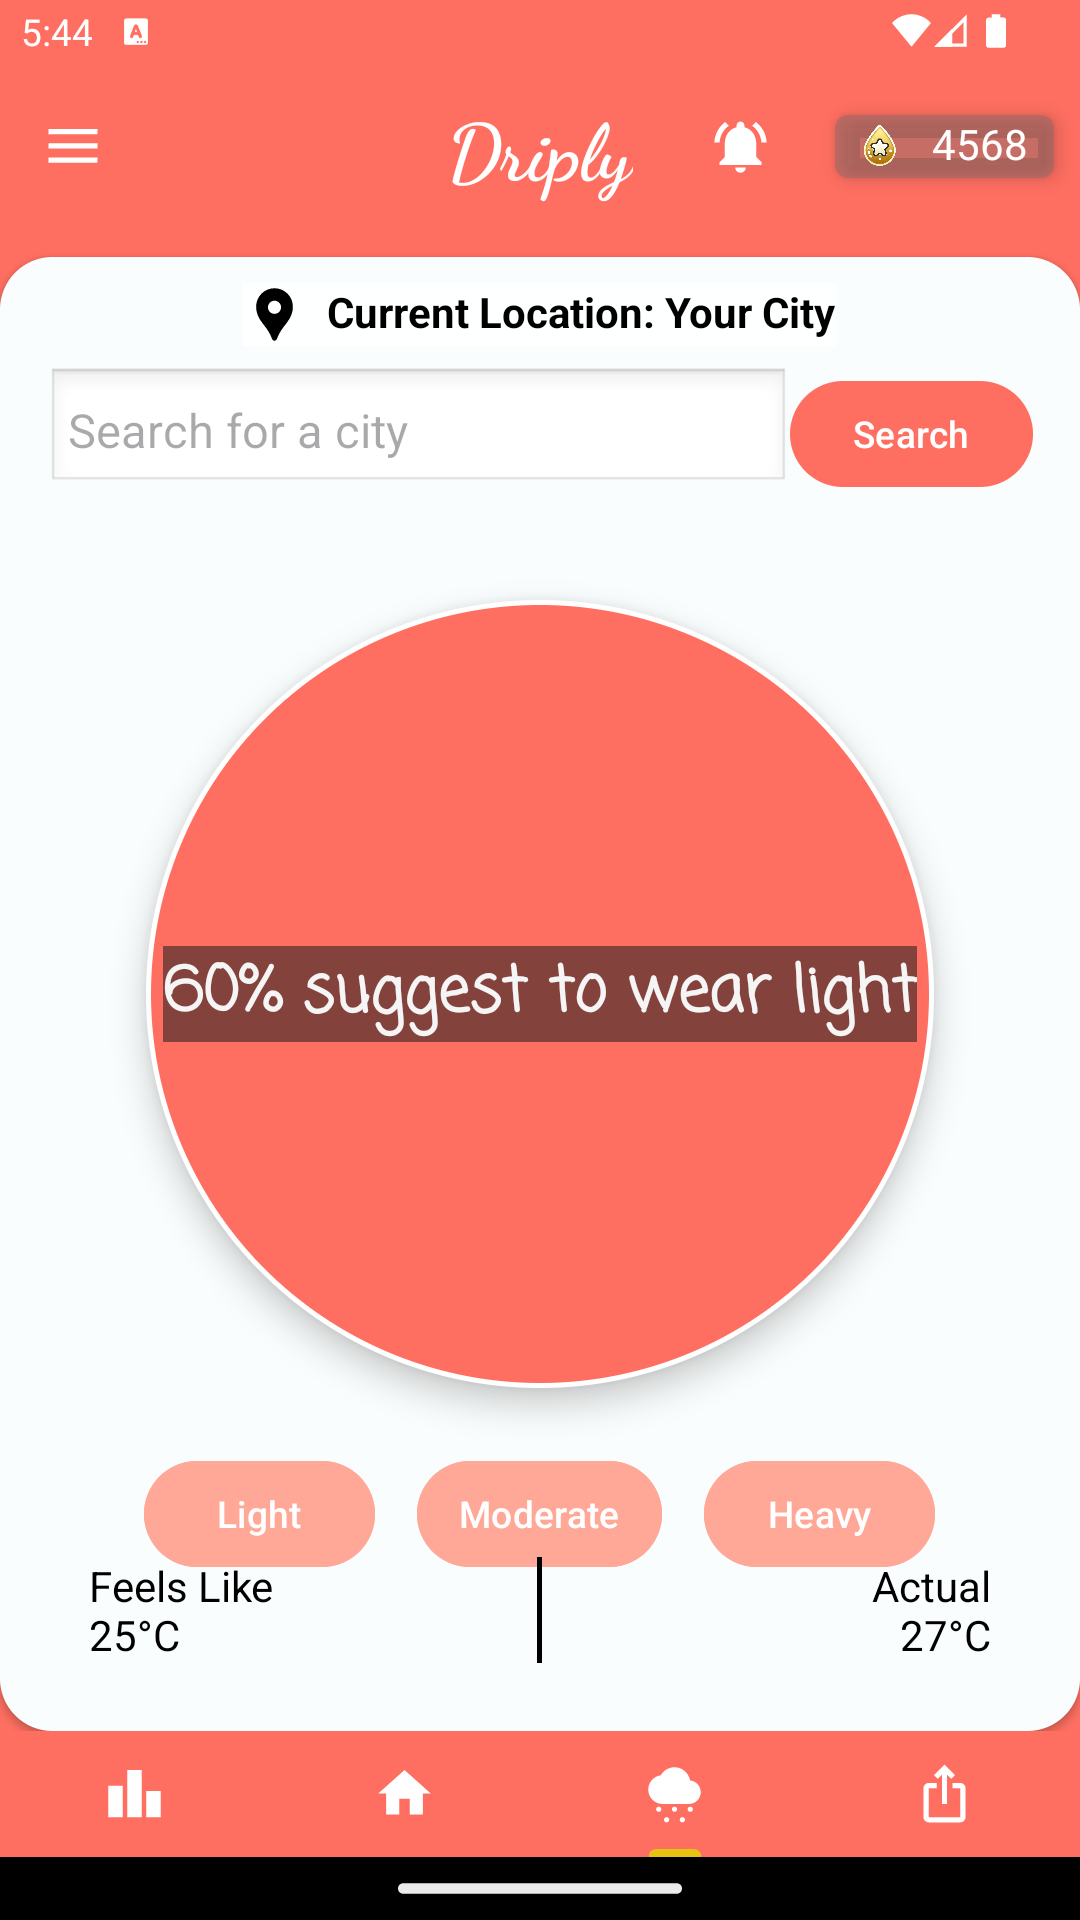 5:44
Driply
4568
Current Location: Your City
Search for a city
Search
60% suggest to wear light
Light
Moderate
Heavy
Feels Like
25°C
Actual
27°C